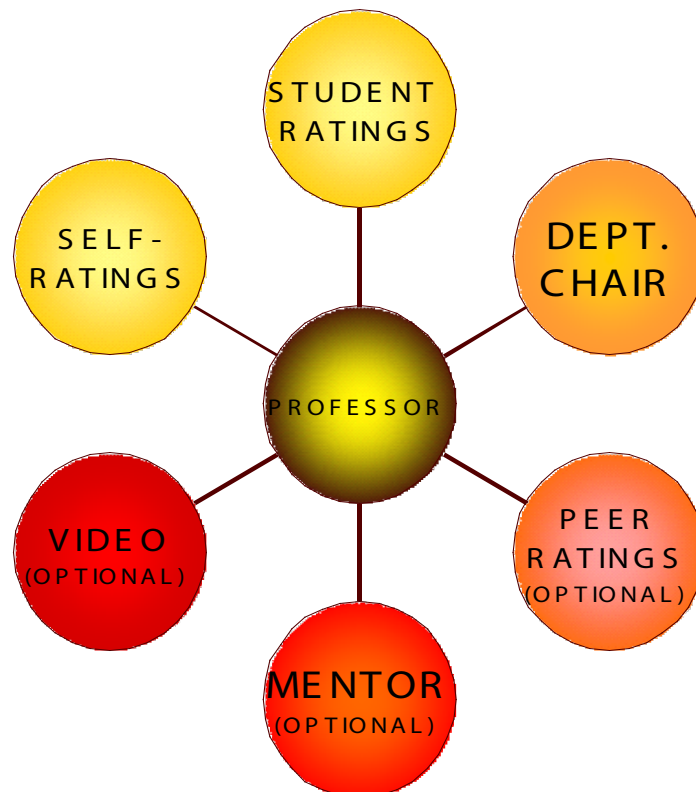 STUDENT
RATINGS
SELF-
RATINGS
DEPT.
CHAIR
PROFESSOR
VIDEO
(OPTIONAL)
PEER
RATINGS
(OPTIONAL)
MENTOR
(OPTIONAL)